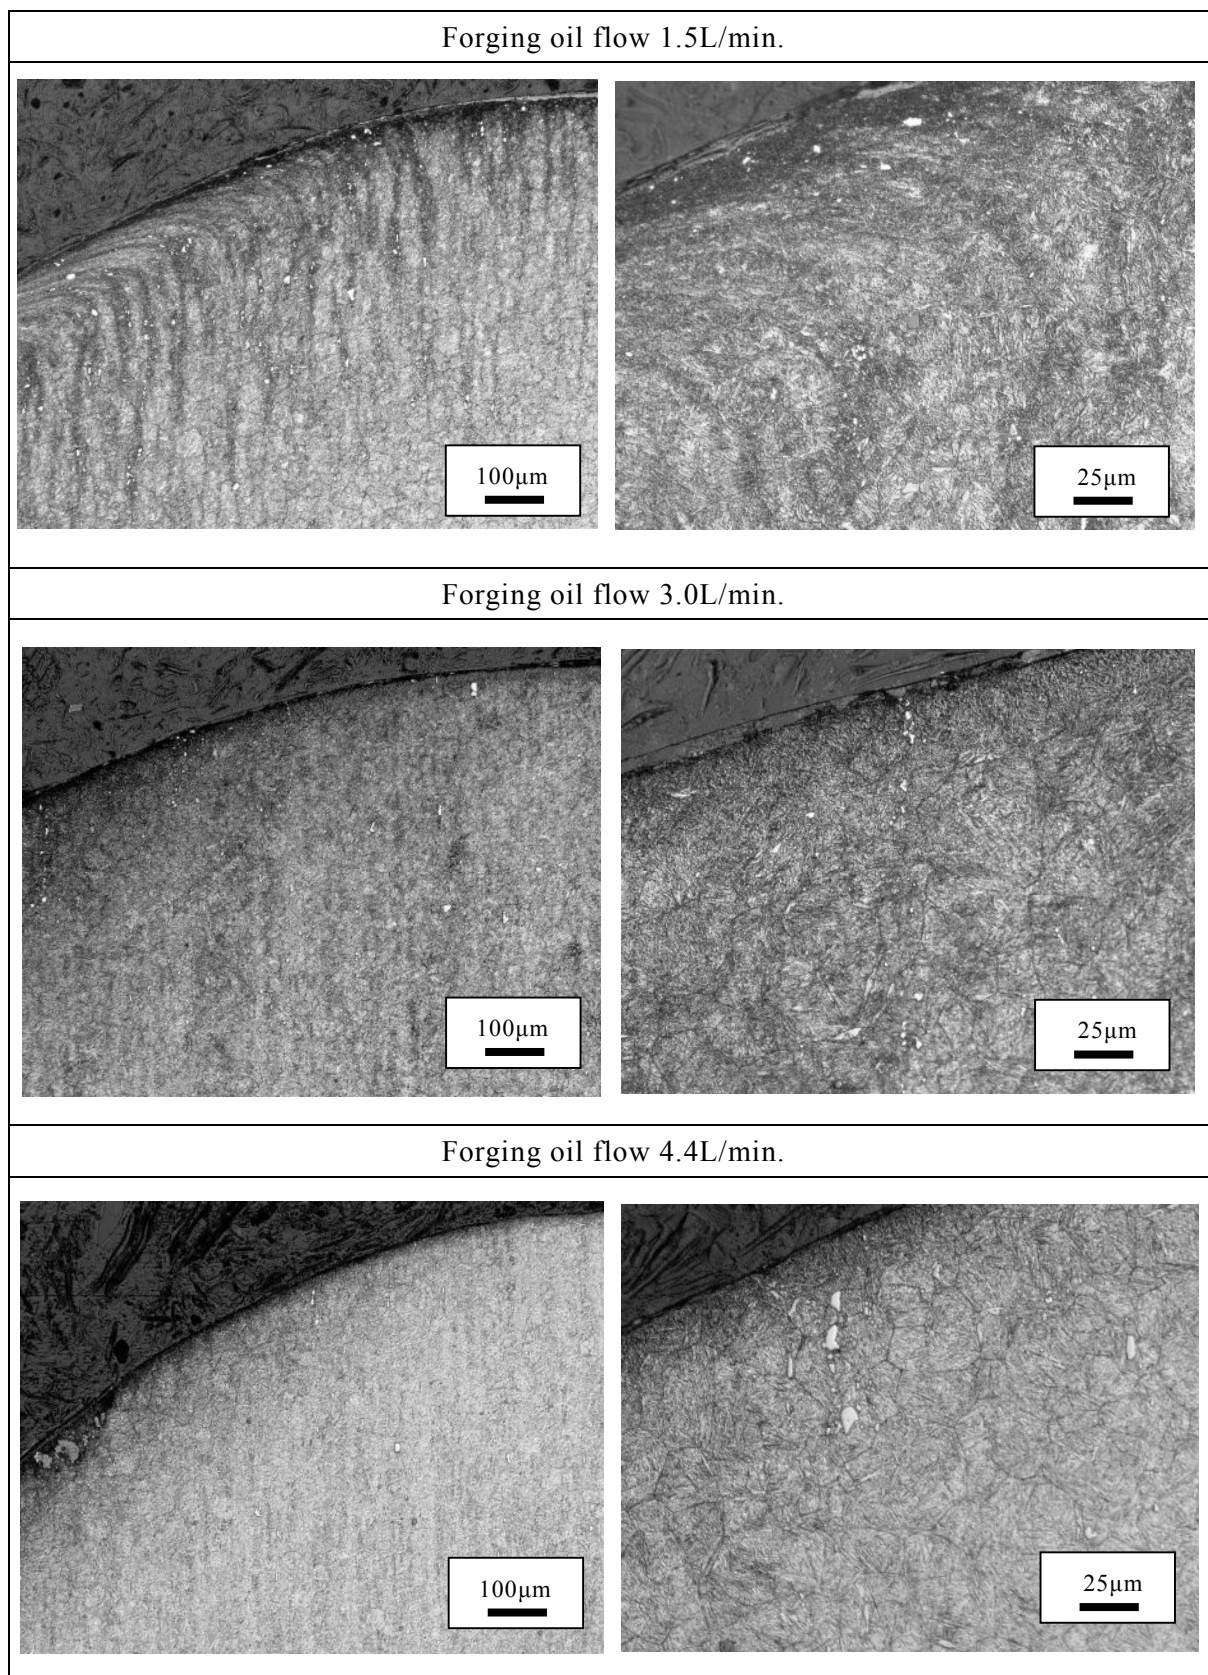 Forging oil flow 1.5L/min.
100μm
25μm
Forging oil flow 3.0L/min.
100μm
25μm
Forging oil flow 4.4L/min.
100μm
25μm